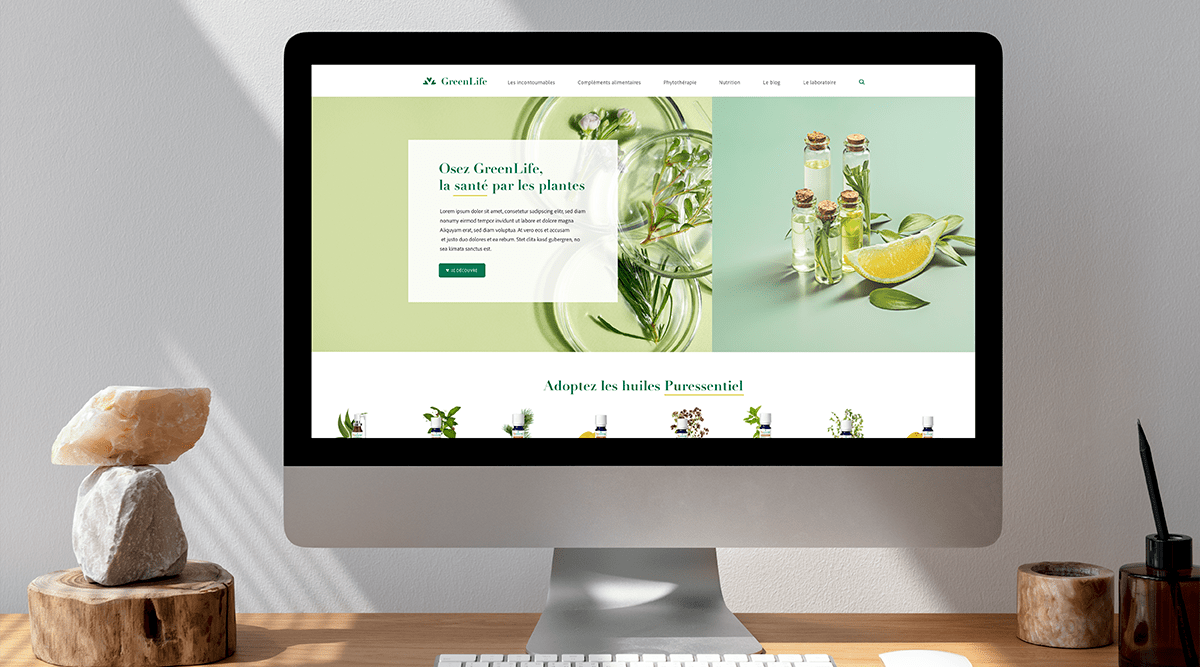 GreenLife
Les incontournables
Compléments alimentaires
Phytothérapie
Nutrition
Le blog
Le laboratoire
Osez GreenLife,
la santé par les plantes
Lorem ipsum dolor sit amet, consetetur sadipscing elitr, sed diam
nonumy eirmod tempor invidunt ut labore et dolore magna
Aliquyam erat, sed diam voluptua. At vero eos et accusam
et justo duo dolores et ea rebum. Stet clita kasd gubergren, no
sea kimata sanctus est.
JE DÉCOUVRE
Adoptez les huiles Puressentiel